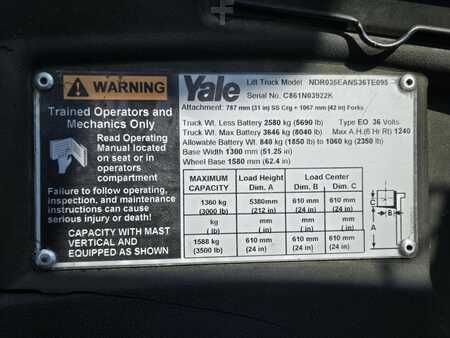 WARNING
Trained Operators and
Mechanics Only
Read Operating
Manual located
on seat or in
operators
compartment
Failure to follow operating,
inspection, and maintenance
instructions can cause
serious injury or death!
CAPACITY WITH MAST
VERTICAL AND
EQUIPPED AS SHOWN
Yale
Lift Truck Model NDR035EANS36TE095
Serial No. C861N03922K
Attachment: 787 mm (31 in) SS Crg + 1067 mm (42 in) Forks
Truck Wt. Less Battery 2580 kg (5690 lb) Type EO 36 Volts
Truck Wt. Max Battery 3646 kg (8040 lb) Max A.H.(6 Hr Rt) 1240
Allowable Battery Wt. 840 kg (1850 lb) to 1060 kg (2350 lb)
Base Width 1300 mm (51.25 in)
Wheel Base 1580 mm (62.4 in)
MAXIMUM CAPACITY Load Height Dim. A Load Center Dim. B Dim. C
1360 kg 5380mm 610 mm 610 mm
(3000 lb) (212 in) (24 in) (24 in)
kg mm mm mm
( lb) ( in) ( in) ( in)
1588 kg 610 mm 610 mm 610 mm
(3500 lb) (24 in) (24 in) (24 in)
C
B
A